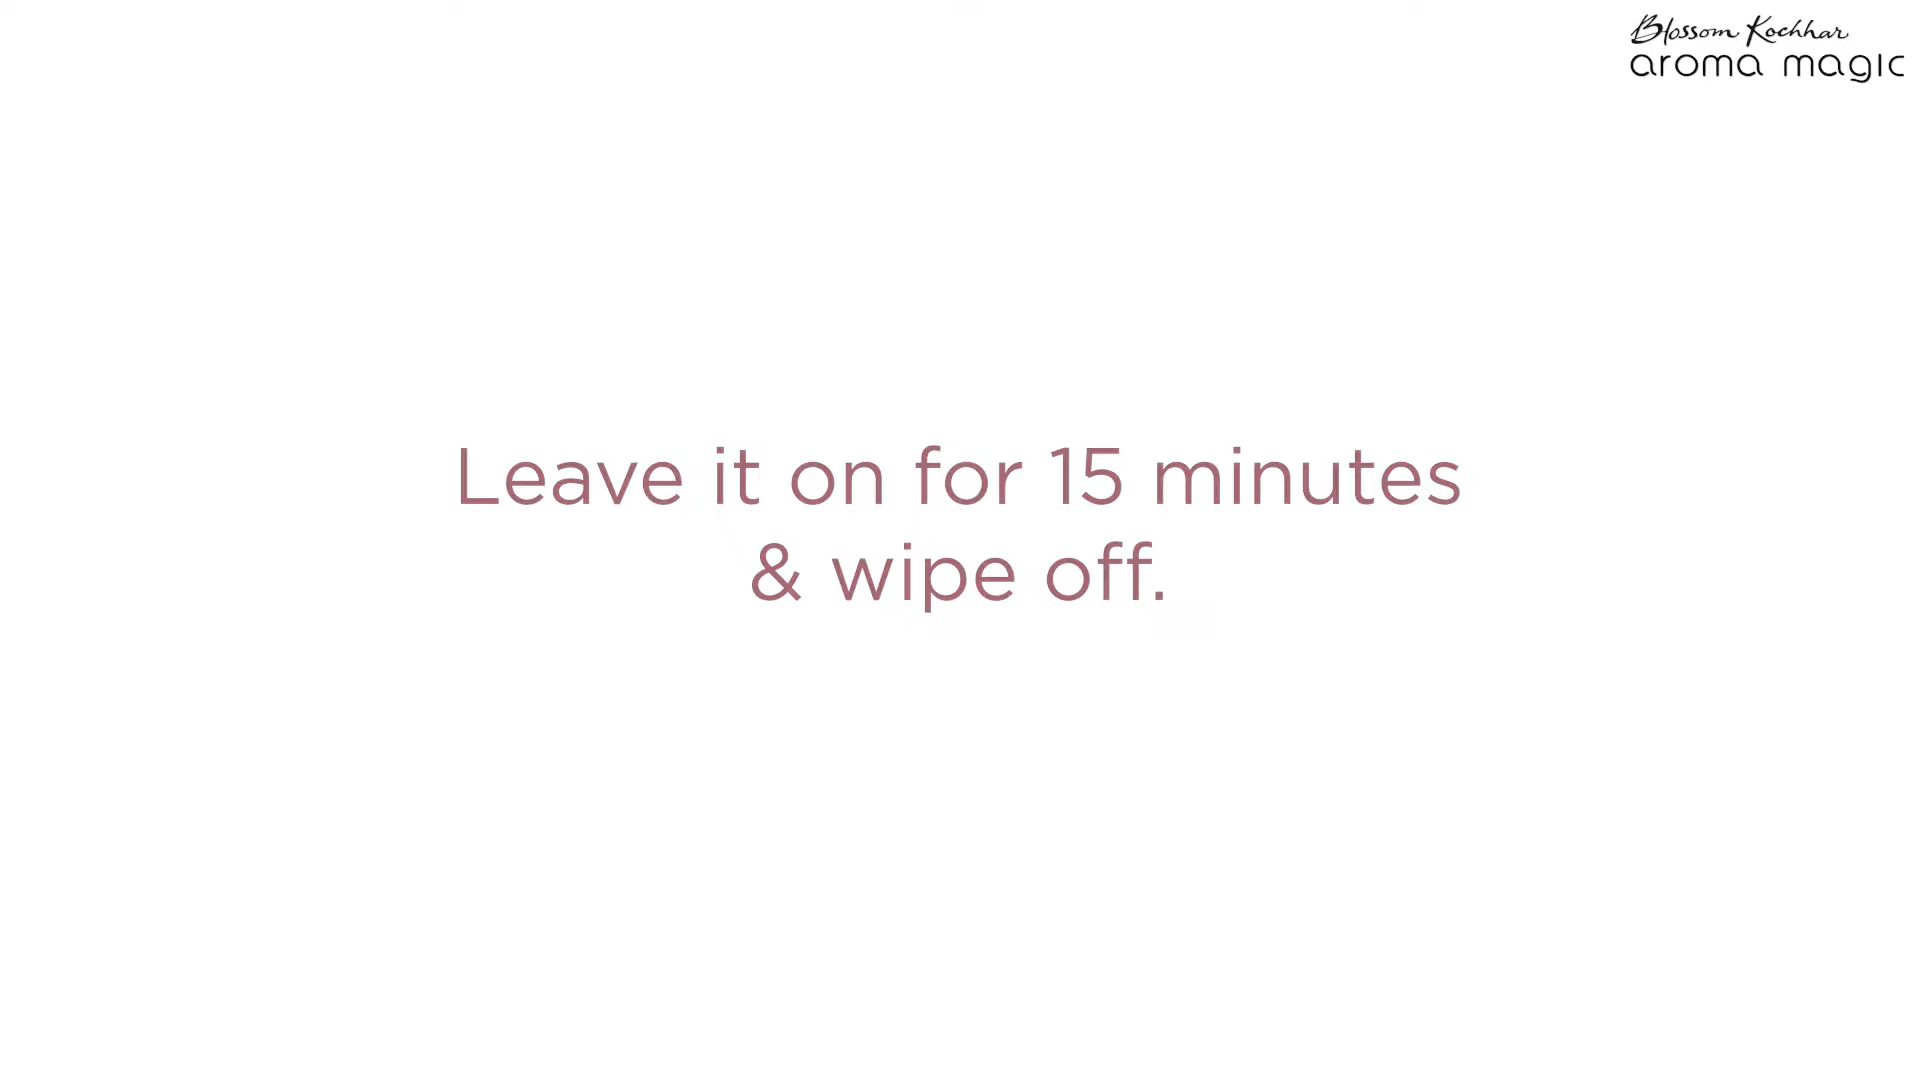 Blossom Kochhar
aroma magic
Leave it on for 15 minutes
& wipe off.